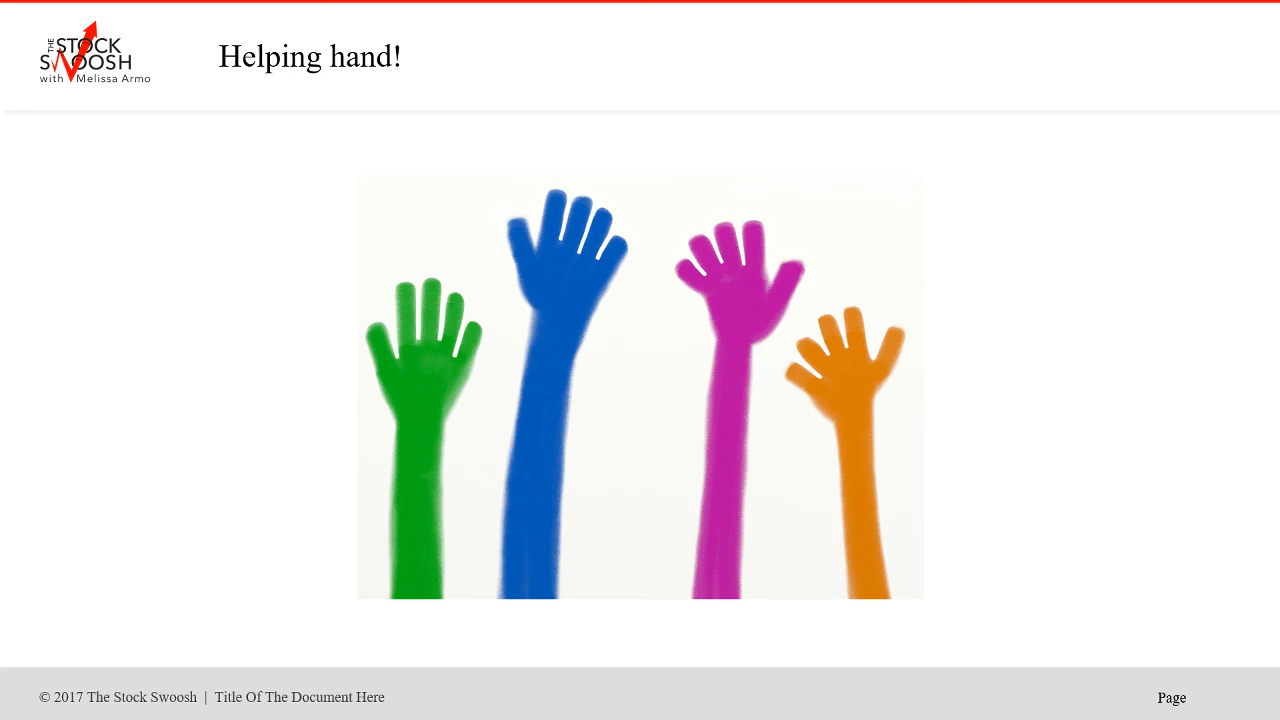 THE STOCK
SWOOSH
with Melissa Armo
Helping hand!
© 2017 The Stock Swoosh | Title Of The Document Here
Page